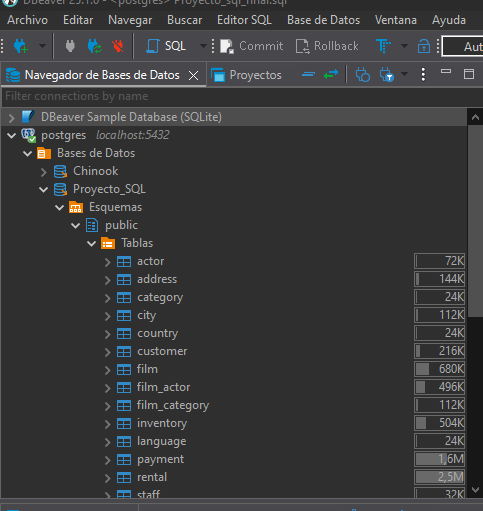 DBeaver 25.11.0 - <postgres> Proyecto_sql_final.sql
Archivo Editar Navegar Buscar Editor SQL Base de Datos Ventana Ayuda
SQL Commit Rollback Aut
Navegador de Bases de Datos Proyectos
Filter connections by name
DBeaver Sample Database (SQLite)
postgres localhost:5432
Bases de Datos
Chinook
Proyecto_SQL
Esquemas
public
Tablas
actor 72K
address 144K
category 24K
city 112K
country 24K
customer 216K
film 680K
film_actor 496K
film_category 112K
inventory 504K
language 24K
payment 1,6M
rental 2,5M
staff 32K